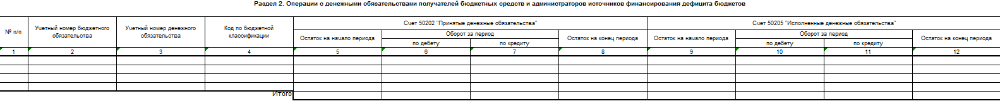 Раздел 2. Операции с денежными обязательствами получателей бюджетных средств и администраторов источников финансирования дефицита бюджетов
№ п/п
Учетный номер бюджетного
обязательства
Учетный номер денежного
обязательства
Код по бюджетной
классификации
Счет 50202 "Принятые денежные обязательства"
Счет 50205 "Исполненные денежные обязательства"
Остаток на начало периода
Оборот за период
Остаток на конец периода
Остаток на начало периода
Оборот за период
Остаток на конец периода
по дебету
по кредиту
по дебету
по кредиту
1 2 3 4 5 6 7 8 9 10 11 12
Итого